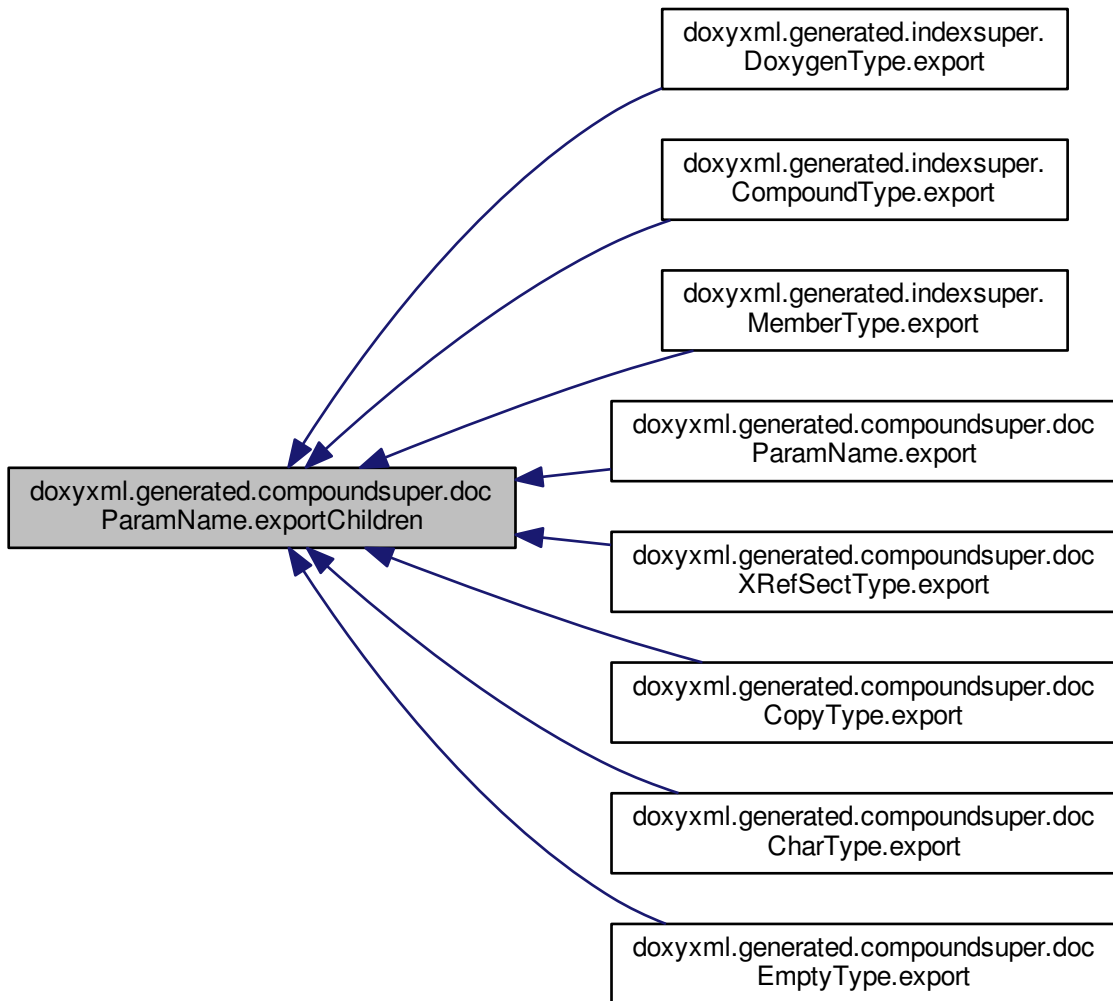 doxyxml.generated.indexsuper.
DoxygenType.export
doxyxml.generated.indexsuper.
CompoundType.export
doxyxml.generated.indexsuper.
MemberType.export
doxyxml.generated.compoundsuper.doc
ParamName.export
doxyxml.generated.compoundsuper.doc
ParamName.exportChildren
doxyxml.generated.compoundsuper.doc
XRefSectType.export
doxyxml.generated.compoundsuper.doc
CopyType.export
doxyxml.generated.compoundsuper.doc
CharType.export
doxyxml.generated.compoundsuper.doc
EmptyType.export